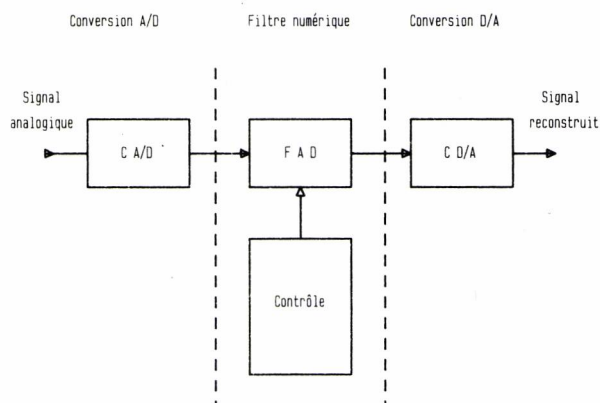 Conversion A/D
Filtre numérique
Conversion D/A
Signal
analogique
Signal
reconstruit
C A/D
F A D
C D/A
Contrôle